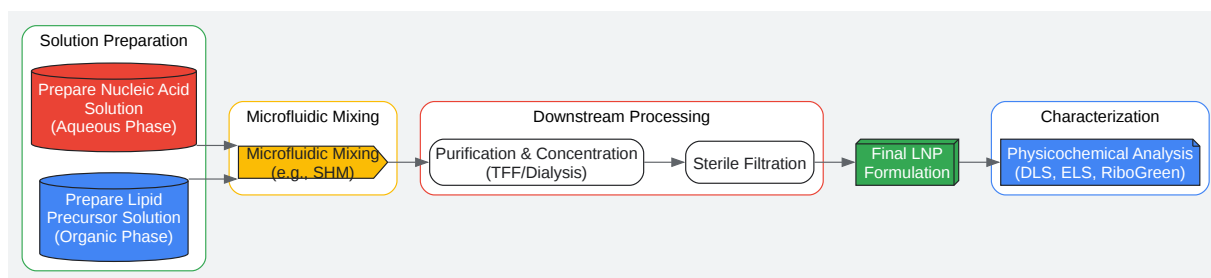 Solution Preparation
Prepare Nucleic Acid
Solution
(Aqueous Phase)
Prepare Lipid
Precursor Solution
(Organic Phase)
Microfluidic Mixing
Microfluidic Mixing
(e.g., SHM)
Downstream Processing
Purification & Concentration
(TFF/Dialysis)
Sterile Filtration
Final LNP
Formulation
Characterization
Physicochemical Analysis
(DLS, ELS, RiboGreen)